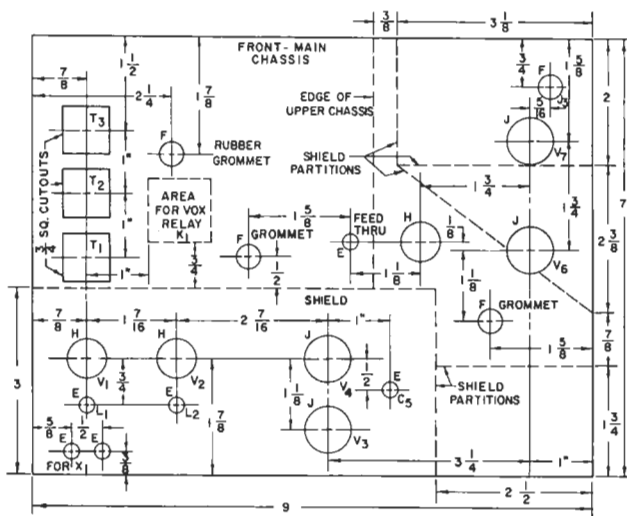 3/8
3 1/8
FRONT - MAIN
CHASSIS
7/8
1 1/2
2 1/4
1 7/8
EDGE OF
UPPER CHASSIS
3/4
F
1 5/8
5/16
J3
2
7
T3
F
RUBBER
GROMMET
J
V7
3/4 SQ. CUTOUTS
1"
T2
SHIELD
PARTITIONS
AREA
FOR VOX
RELAY
K1
1 3/4
1 5/8
FEED
THRU
H
1/8
J
1 3/4
2 3/8
1"
T1
F
GROMMET
E
V6
1"
3/4
1/2
1 1/8
1 1/8
SHIELD
F
GROMMET
7/8
1 7/16
2 7/16
1"
1 5/8
7/8
3
H
H
J
V1
V2
V4
E
C5
1/2
SHIELD
PARTITIONS
3/4
1 1/8
E
L1
E
L2
J
V3
1 7/8
1 3/4
5/8
1/2
E
E
3/8
FOR X1
3 1/4
1"
2 1/2
9